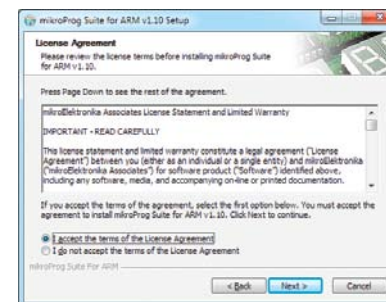 mikroProg Suite for ARM v1.10 Setup
License Agreement
Please review the license terms before installing mikroProg Suite
for ARM v1.10.
Press Page Down to see the rest of the agreement.
mikroElektronika Associates License Statement and Limited Warranty
IMPORTANT - READ CAREFULLY
This license statement and limited warranty constitute a legal agreement ("License
Agreement") between you (either as an individual or a single entity) and mikroElektronika
("mikroElektronika Associates") for software product ("Software") identified above,
including any software, media, and accompanying on-line or printed documentation.
If you accept the terms of the agreement, select the first option below. You must accept the
agreement to install mikroProg Suite for ARM v1.10. Click Next to continue.
I accept the terms of the License Agreement
I do not accept the terms of the License Agreement
mikroProg Suite For ARM
< Back Next > Cancel